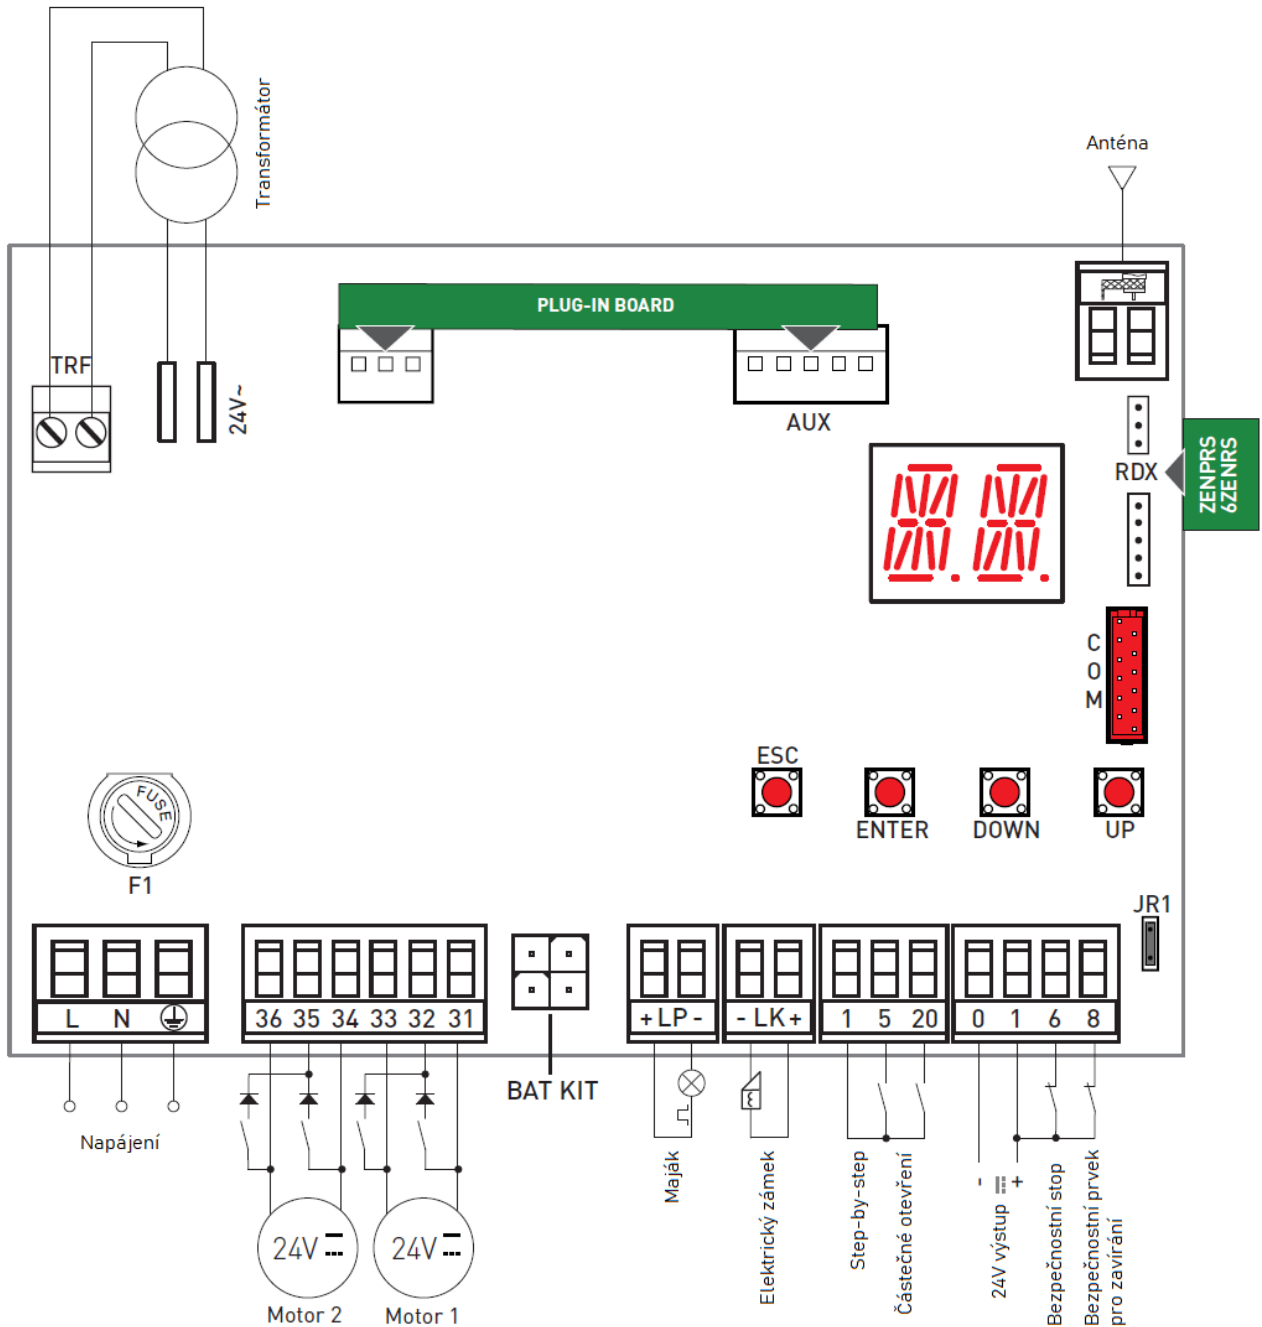 Transformátor
Anténa
PLUG-IN BOARD
TRF
24V~
AUX
RDX
ZENPRS
6ZENRS
COM
ESC
ENTER
DOWN
UP
FUSE
F1
JR1
L N
36 35 34 33 32 31
+ LP -
- LK +
1 5 20
0 1 6 8
BAT KIT
Napájení
Maják
Elektrický zámek
Step-by-step
Částečné otevření
24V výstup
- +
Bezpečnostní stop
Bezpečnostní prvek
pro zavírání
24V
24V
Motor 2
Motor 1